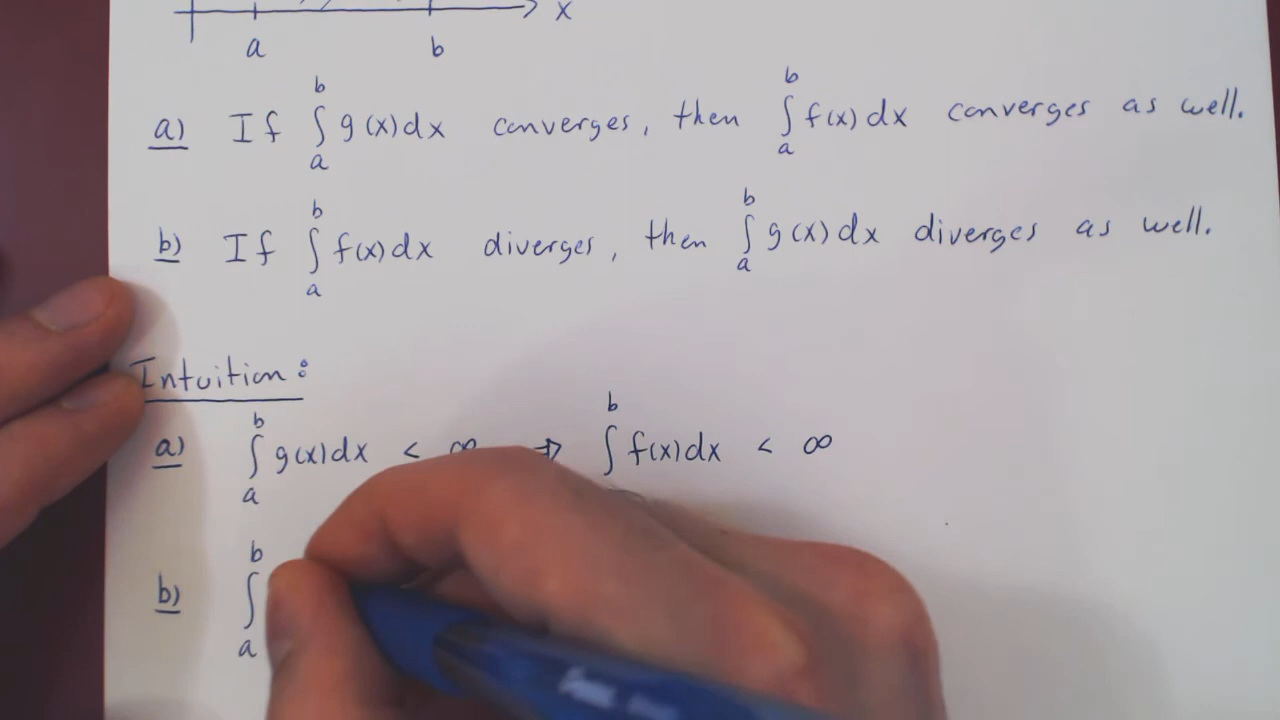 x
a b
a) If ∫_a^b g(x)dx converges, then ∫_a^b f(x)dx converges as well.
b) If ∫_a^b f(x)dx diverges, then ∫_a^b g(x)dx diverges as well.
Intuition:
a) ∫_a^b g(x)dx < ∞ ⇒ ∫^b f(x)dx < ∞
b) ∫_a^b